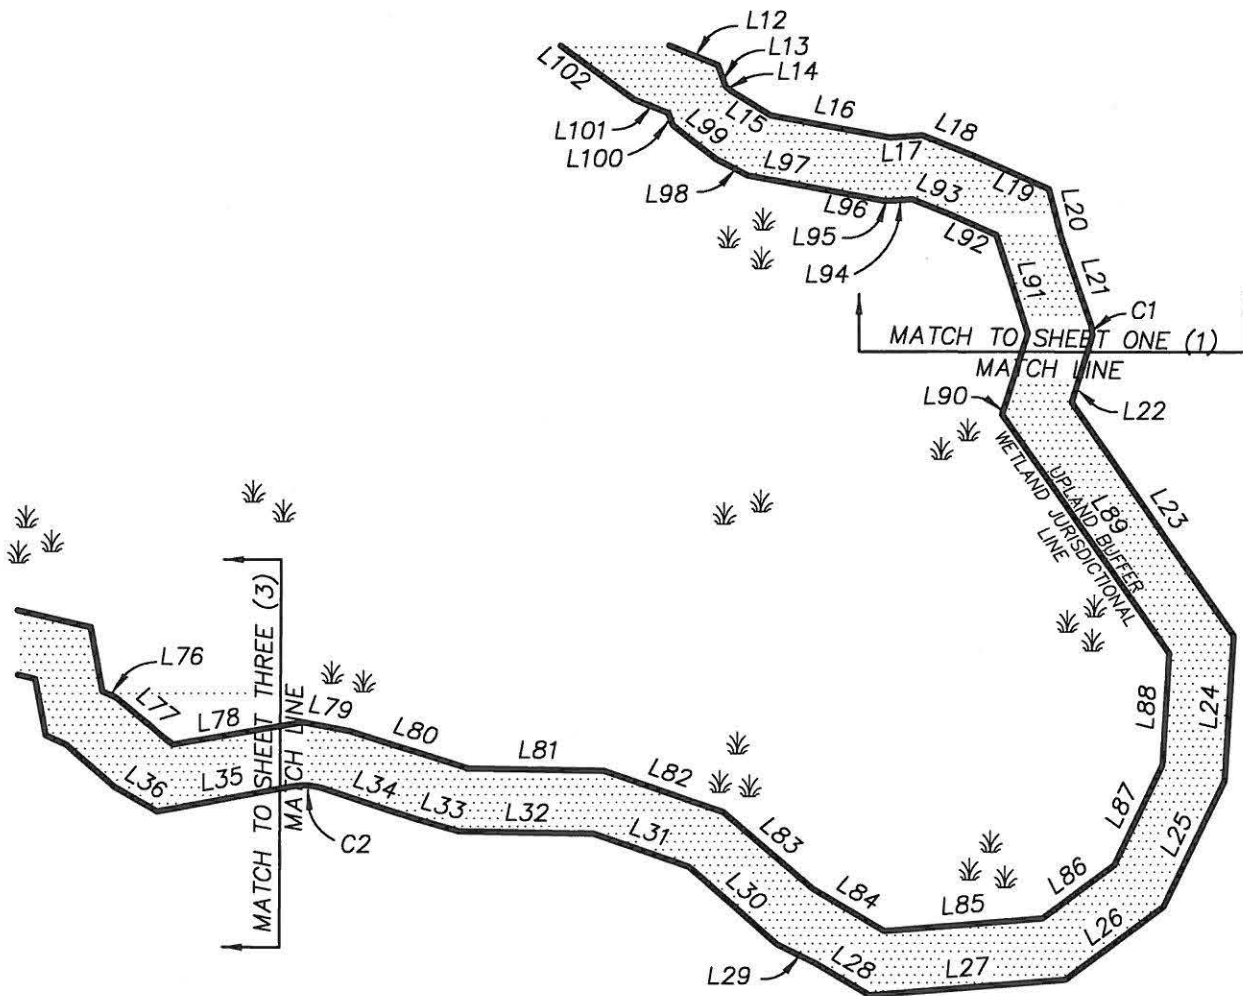 L12
L13
L14
L102
L16
L18
L15
L101
L99
L17
L100
L97
L93
L19
L98
L96
L20
L95
L92
L94
L91
L21
C1
MATCH TO SHEET ONE (1)
MATCH LINE
L90
L22
WETLAND JURISDICTIONAL
LINE
UPLAND BUFFER
L89
L23
MATCH TO SHEET THREE (3)
MATCH LINE
L76
L77
L78
L79
L80
L81
L82
L88
L24
L36
L35
L34
L33
L32
L31
C2
L83
L87
L25
L30
L84
L85
L86
L26
L29
L28
L27